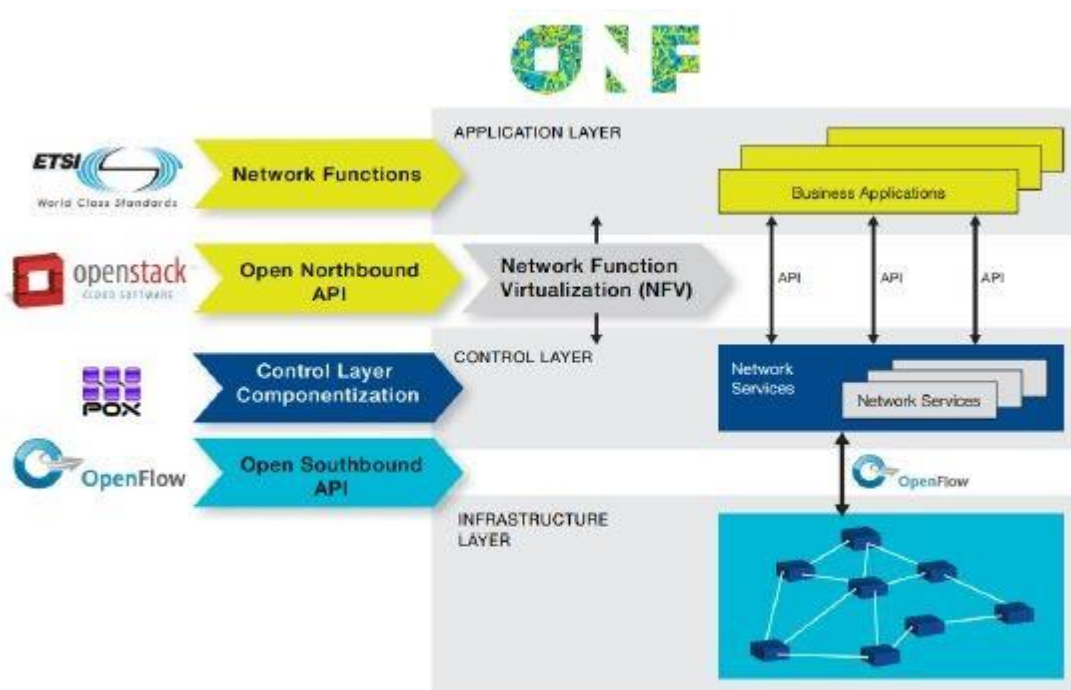 ONF
APPLICATION LAYER
ETSI
World Class Standards
Network Functions
Business Applications
openstack
CLOUD SOFTWARE
Open Northbound
API
Network Function
Virtualization (NFV)
API
API
API
CONTROL LAYER
POX
Control Layer
Componentization
Network
Services
Network Services
OpenFlow
Open Southbound
API
OpenFlow
INFRASTRUCTURE
LAYER